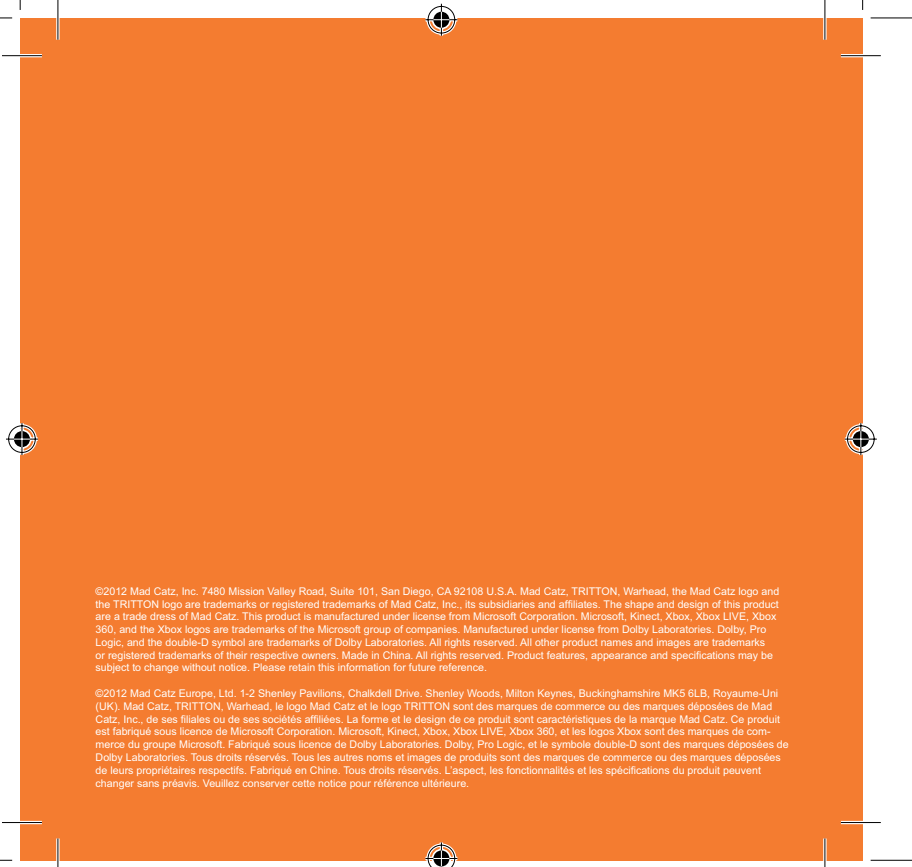 ©2012 Mad Catz, Inc. 7480 Mission Valley Road, Suite 101, San Diego, CA 92108 U.S.A. Mad Catz, TRITTON, Warhead, the Mad Catz logo and
the TRITTON logo are trademarks or registered trademarks of Mad Catz, Inc., its subsidiaries and affiliates. The shape and design of this product
are a trade dress of Mad Catz. This product is manufactured under license from Microsoft Corporation. Microsoft, Kinect, Xbox, Xbox LIVE, Xbox
360, and the Xbox logos are trademarks of the Microsoft group of companies. Manufactured under license from Dolby Laboratories. Dolby, Pro
Logic, and the double-D symbol are trademarks of Dolby Laboratories. All rights reserved. All other product names and images are trademarks
or registered trademarks of their respective owners. Made in China. All rights reserved. Product features, appearance and specifications may be
subject to change without notice. Please retain this information for future reference.
©2012 Mad Catz Europe, Ltd. 1-2 Shenley Pavilions, Chalkdell Drive. Shenley Woods, Milton Keynes, Buckinghamshire MK5 6LB, Royaume-Uni
(UK). Mad Catz, TRITTON, Warhead, le logo Mad Catz et le logo TRITTON sont des marques de commerce ou des marques déposées de Mad
Catz, Inc., de ses filiales ou de ses sociétés affiliées. La forme et le design de ce produit sont caractéristiques de la marque Mad Catz. Ce produit
est fabriqué sous licence de Microsoft Corporation. Microsoft, Kinect, Xbox, Xbox LIVE, Xbox 360, et les logos Xbox sont des marques de com-
merce du groupe Microsoft. Fabriqué sous licence de Dolby Laboratories. Dolby, Pro Logic, et le symbole double-D sont des marques déposées de
Dolby Laboratories. Tous droits réservés. Tous les autres noms et images de produits sont des marques de commerce ou des marques déposées
de leurs propriétaires respectifs. Fabriqué en Chine. Tous droits réservés. L'aspect, les fonctionnalités et les spécifications du produit peuvent
changer sans préavis. Veuillez conserver cette notice pour référence ultérieure.